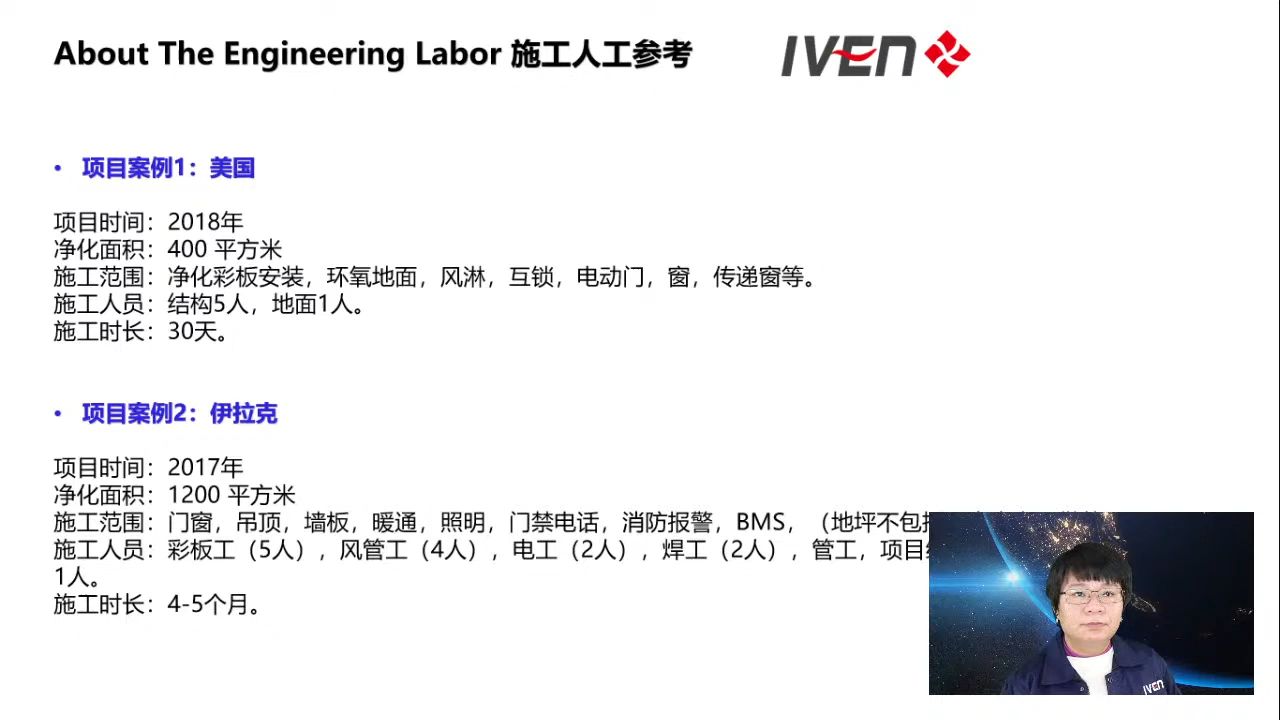 About The Engineering Labor 施工人工参考
IVEN
• 项目案例1：美国
项目时间：2018年
净化面积：400 平方米
施工范围：净化彩板安装，环氧地面，风淋，互锁，电动门，窗，传递窗等。
施工人员：结构5人，地面1人。
施工时长：30天。
• 项目案例2：伊拉克
项目时间：2017年
净化面积：1200 平方米
施工范围：门窗，吊顶，墙板，暖通，照明，门禁电话，消防报警，BMS，（地坪不包
施工人员：彩板工（5人），风管工（4人），电工（2人），焊工（2人），管工，项目
1人。
施工时长：4-5个月。
IVEN